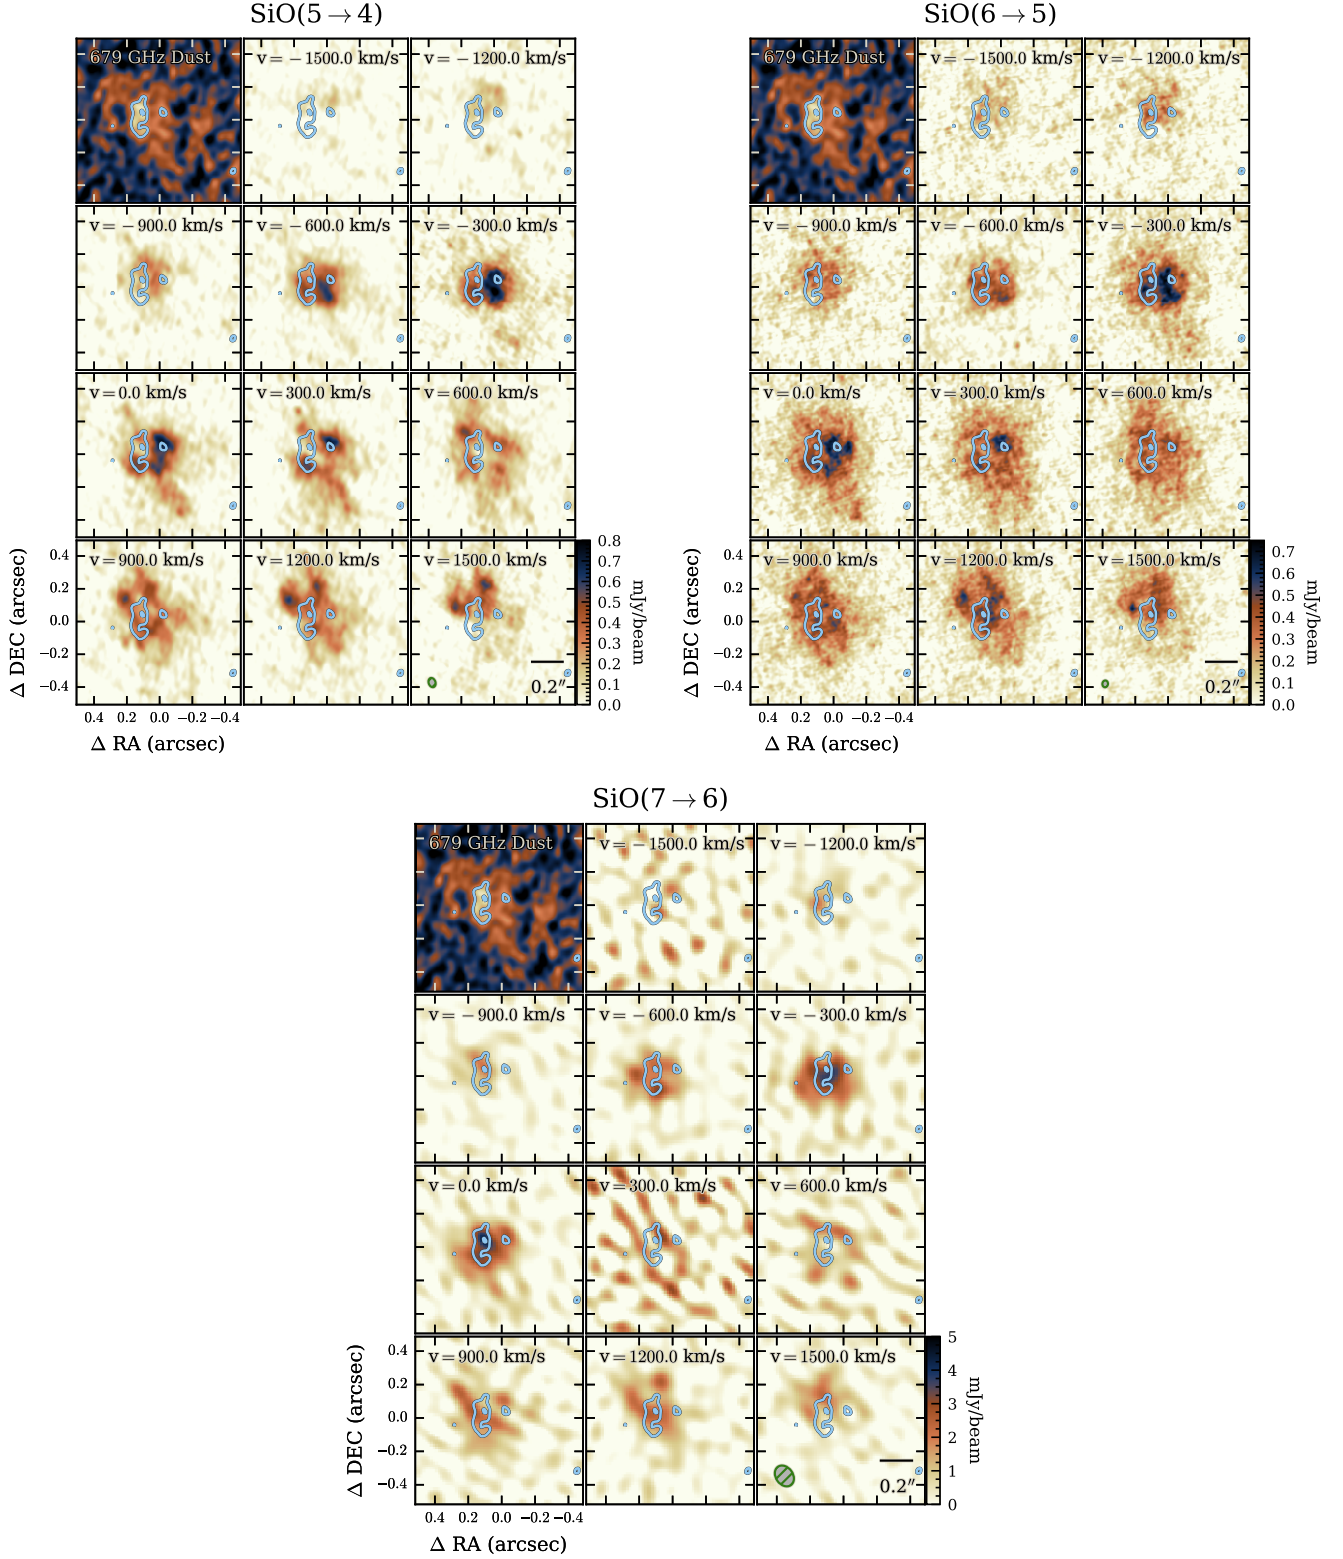 SiO(5→4)
679 GHz Dust
v = −1500.0 km/s
v = −1200.0 km/s
v = −900.0 km/s
v = −600.0 km/s
v = −300.0 km/s
v = 0.0 km/s
v = 300.0 km/s
v = 600.0 km/s
v = 900.0 km/s
v = 1200.0 km/s
v = 1500.0 km/s
0.2″
0.4
0.2
0.0
−0.2
−0.4
Δ DEC (arcsec)
0.4 0.2 0.0 −0.2 −0.4
Δ RA (arcsec)
0.8
0.7
0.6
0.5
0.4
0.3
0.2
0.1
0.0
mJy/beam
SiO(6→5)
679 GHz Dust
v = −1500.0 km/s
v = −1200.0 km/s
v = −900.0 km/s
v = −600.0 km/s
v = −300.0 km/s
v = 0.0 km/s
v = 300.0 km/s
v = 600.0 km/s
v = 900.0 km/s
v = 1200.0 km/s
v = 1500.0 km/s
0.2″
0.4
0.2
0.0
−0.2
−0.4
Δ DEC (arcsec)
0.4 0.2 0.0 −0.2 −0.4
Δ RA (arcsec)
0.7
0.6
0.5
0.4
0.3
0.2
0.1
0.0
mJy/beam
SiO(7→6)
679 GHz Dust
v = −1500.0 km/s
v = −1200.0 km/s
v = −900.0 km/s
v = −600.0 km/s
v = −300.0 km/s
v = 0.0 km/s
v = 300.0 km/s
v = 600.0 km/s
v = 900.0 km/s
v = 1200.0 km/s
v = 1500.0 km/s
0.2″
0.4
0.2
0.0
−0.2
−0.4
Δ DEC (arcsec)
0.4 0.2 0.0 −0.2 −0.4
Δ RA (arcsec)
5
4
3
2
1
0
mJy/beam